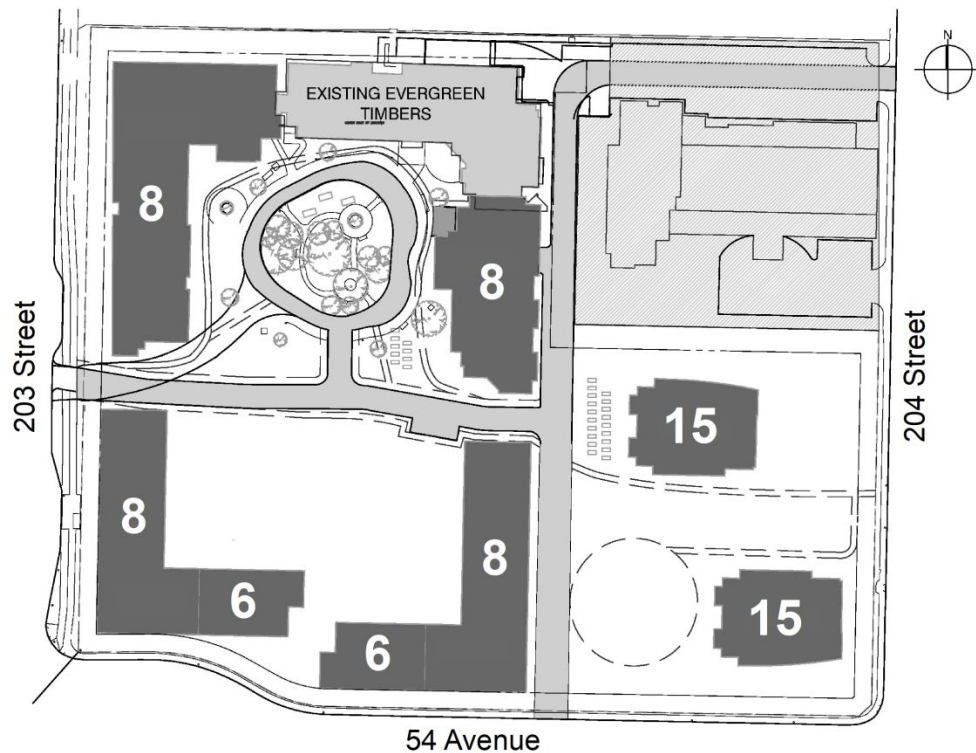 N
EXISTING EVERGREEN
TIMBERS
8
8
203 Street
204 Street
15
8
8
6
6
15
54 Avenue